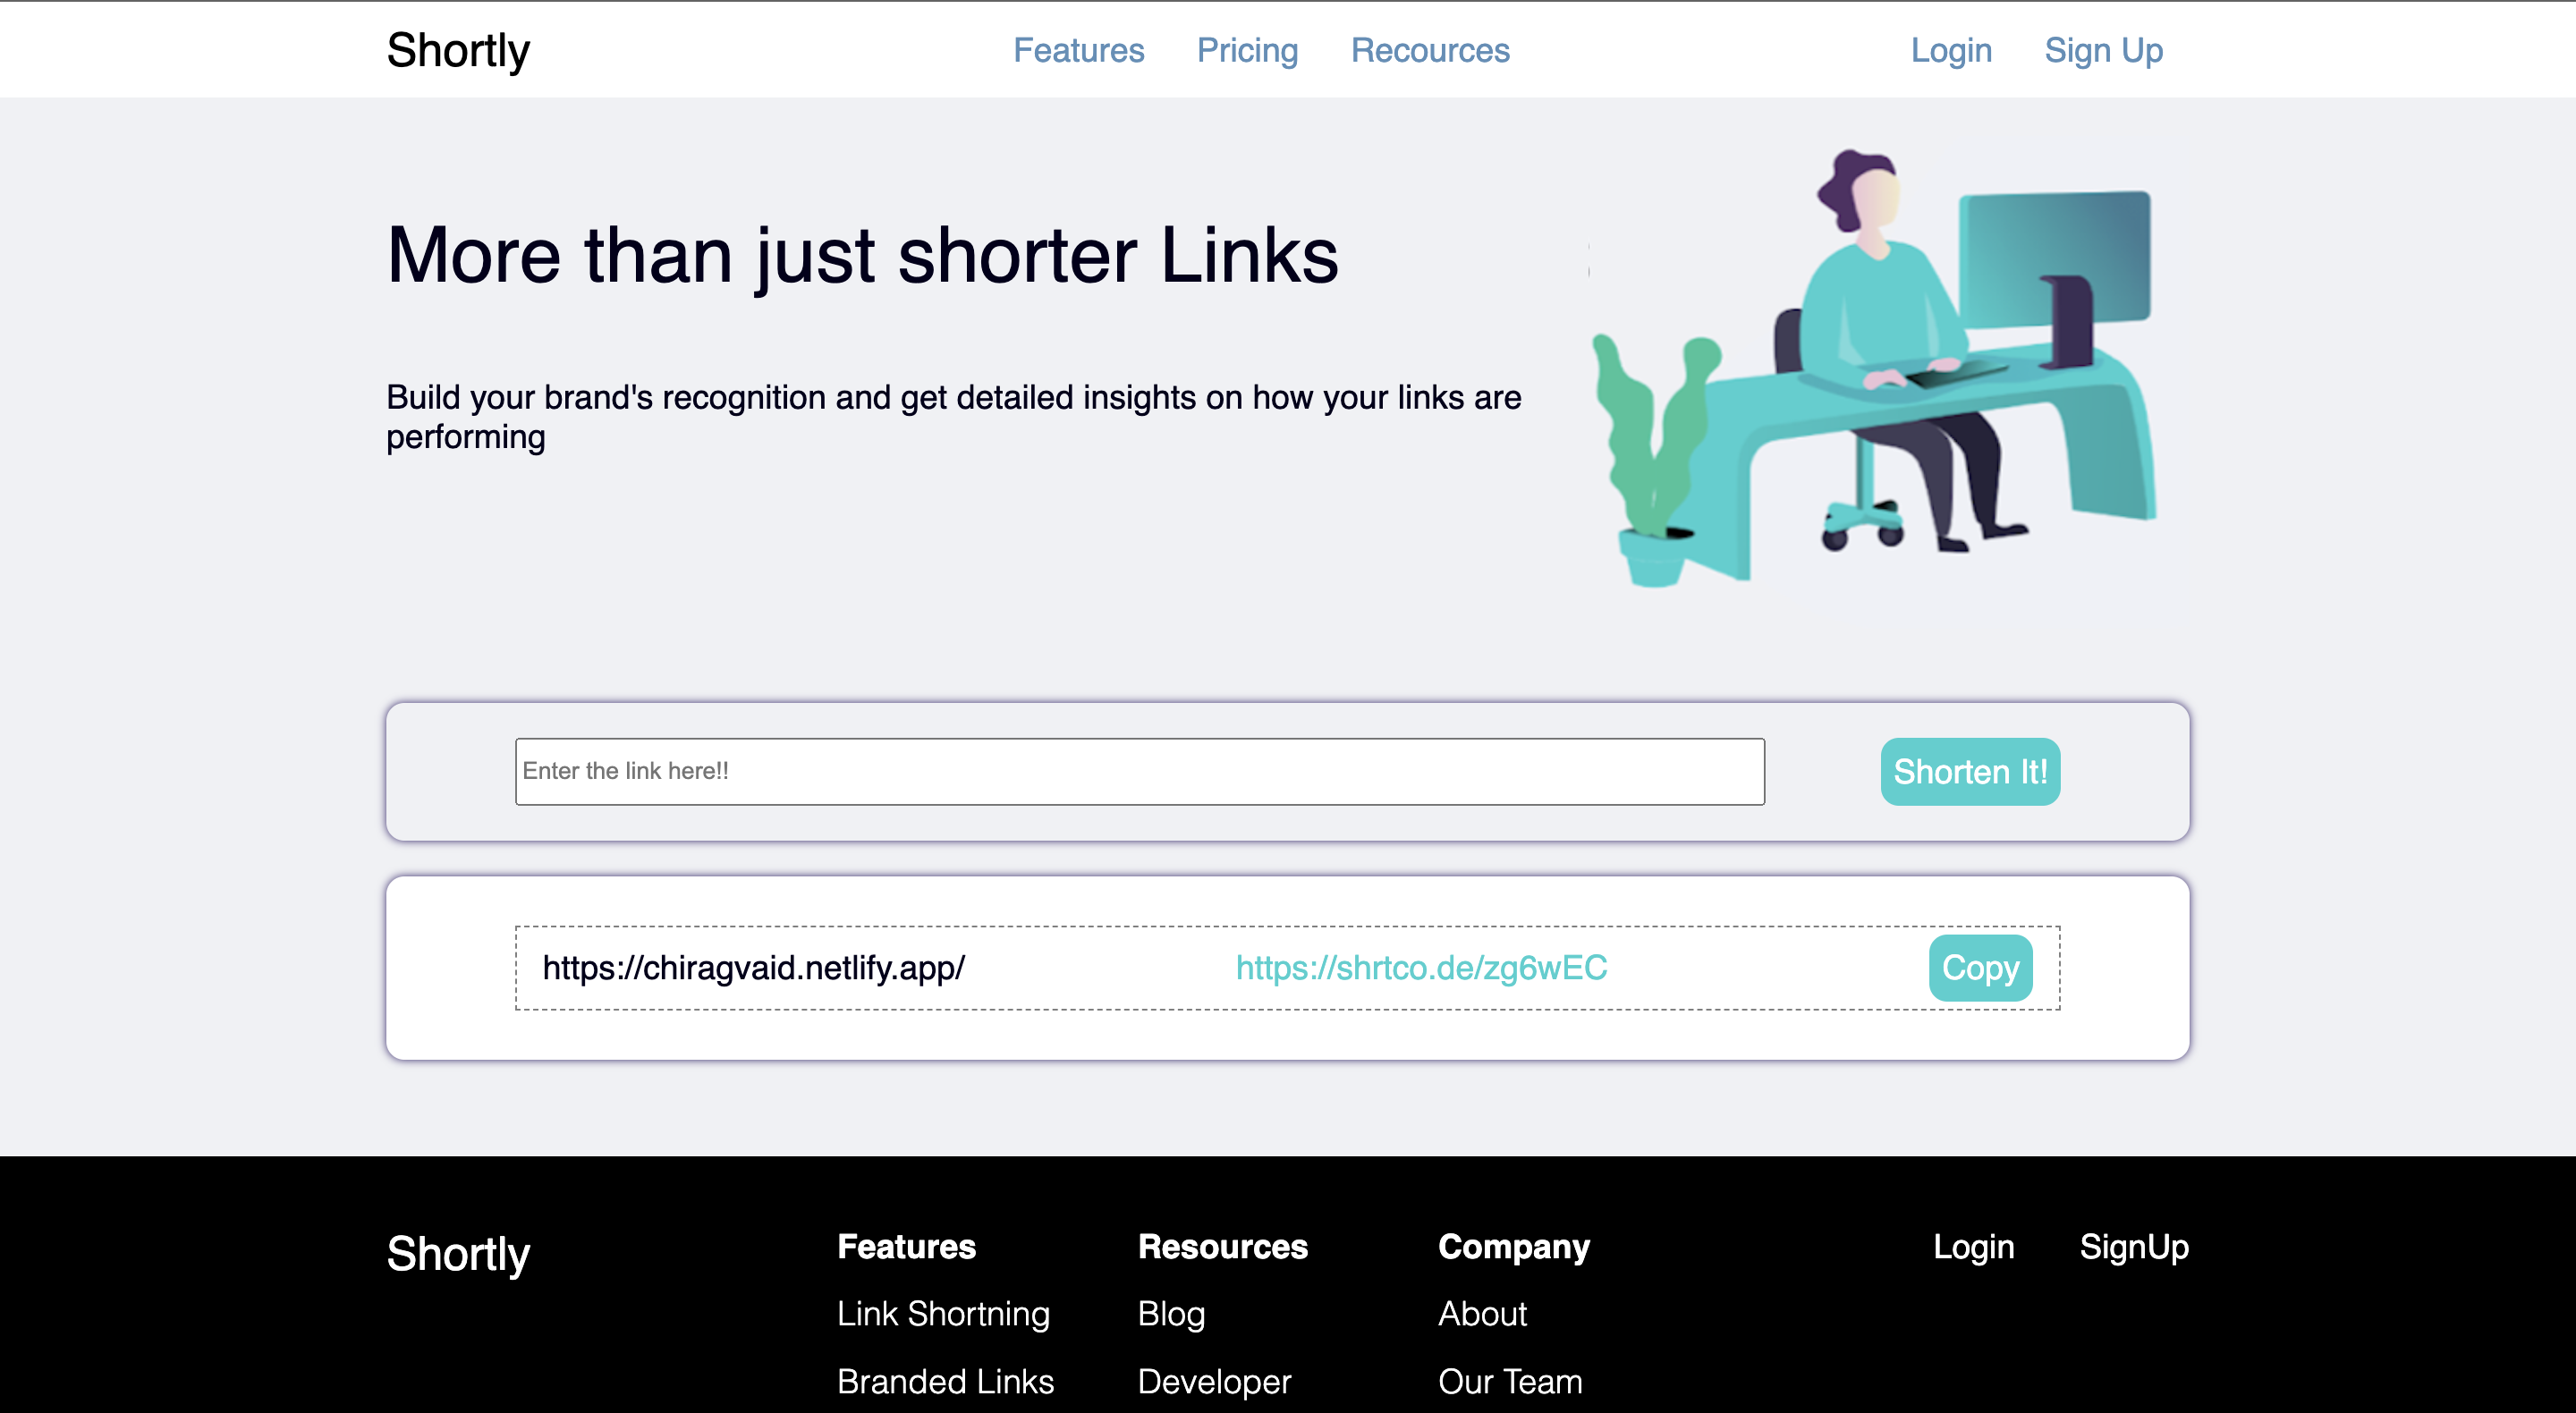 Shortly
Features Pricing Recources
Login Sign Up
More than just shorter Links
Build your brand's recognition and get detailed insights on how your links are
performing
Enter the link here!!
Shorten It!
https://chiragvaid.netlify.app/
https://shrtco.de/zg6wEC
Copy
Shortly
Features
Link Shortning
Branded Links
Resources
Blog
Developer
Company
About
Our Team
Login SignUp